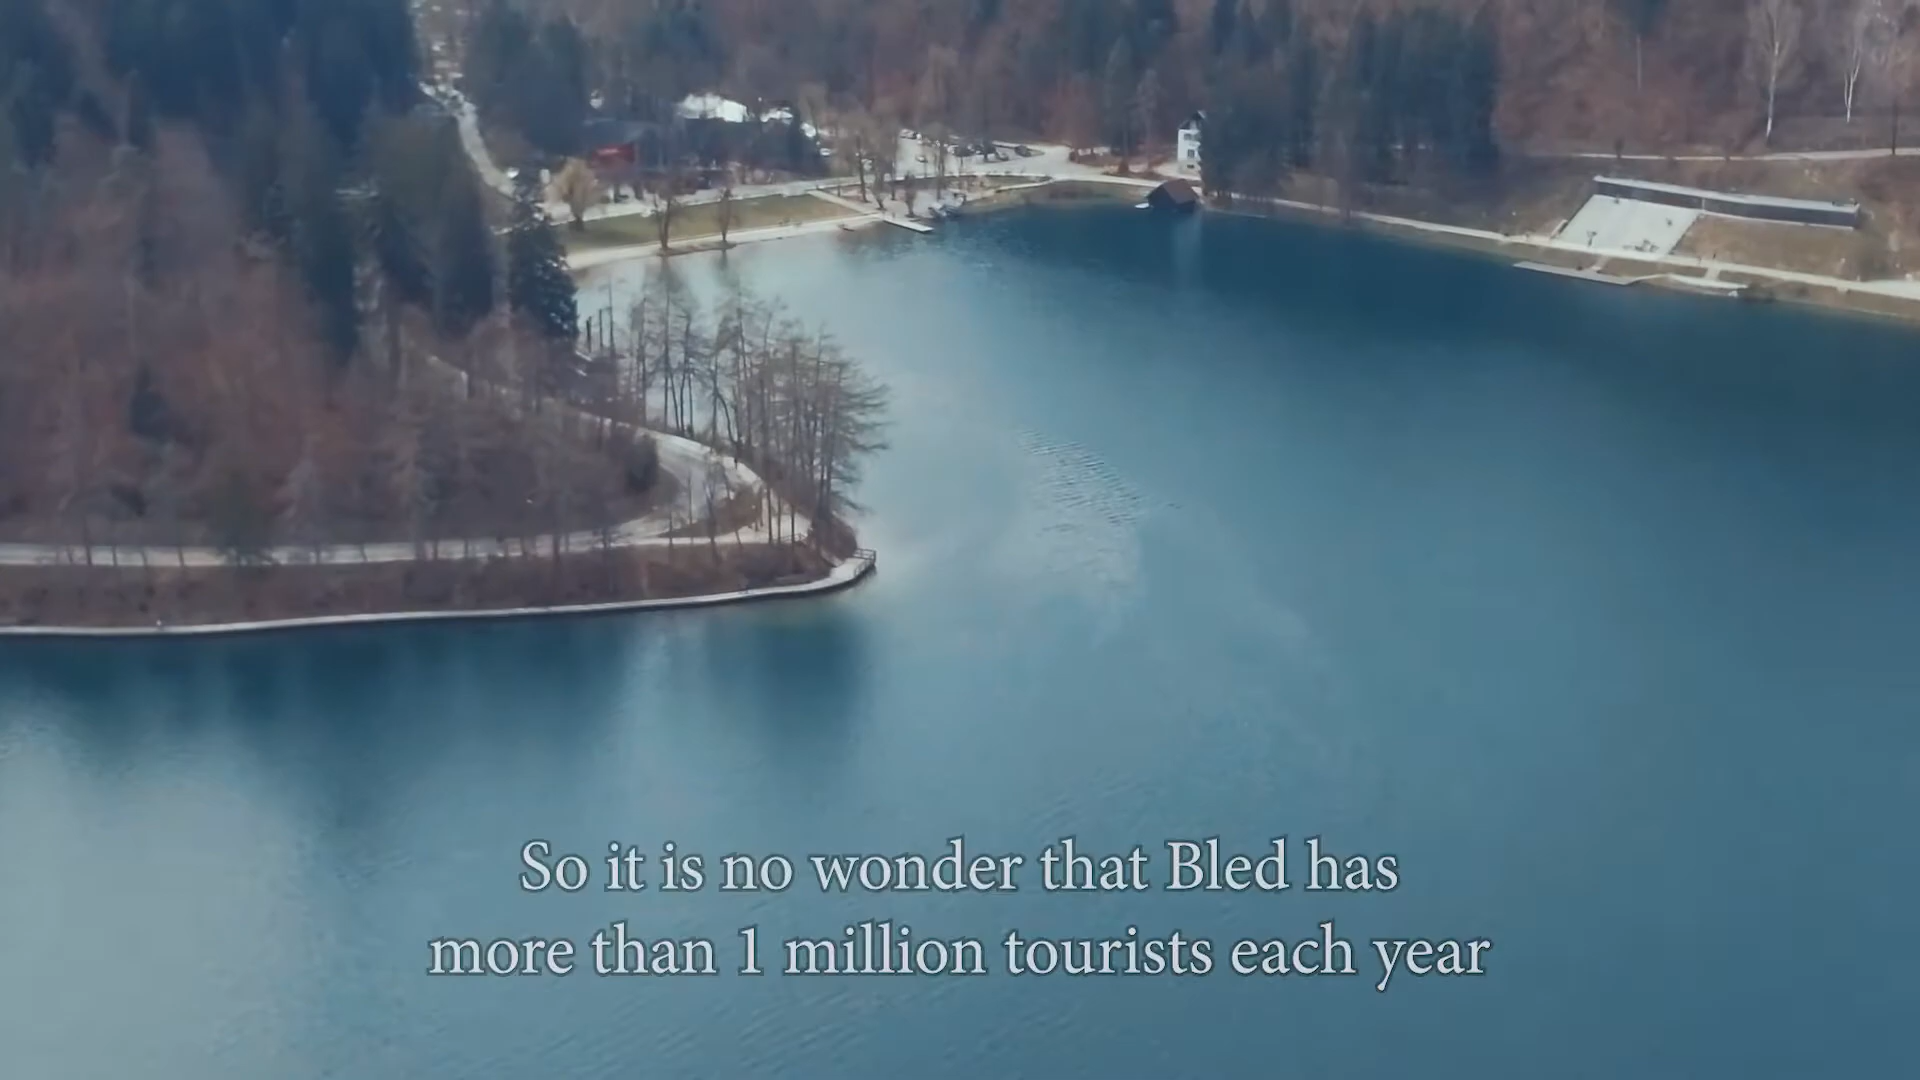 So it is no wonder that Bled has
more than 1 million tourists each year